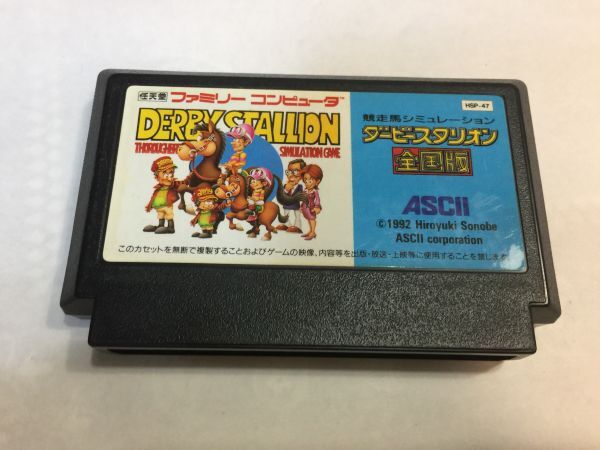 任天堂 ファミリー コンピュータ™
HSP-47
DERBY STALLION
SIMULATION GAME
競走馬シミュレーション
ダービースタリオン
全国版
ASCII
©1992 Hiroyuki Sonobe
ASCII corporation
このカセットを無断で複製することおよびゲームの映像、内容等を出版・放送・上映等に使用することを禁じます